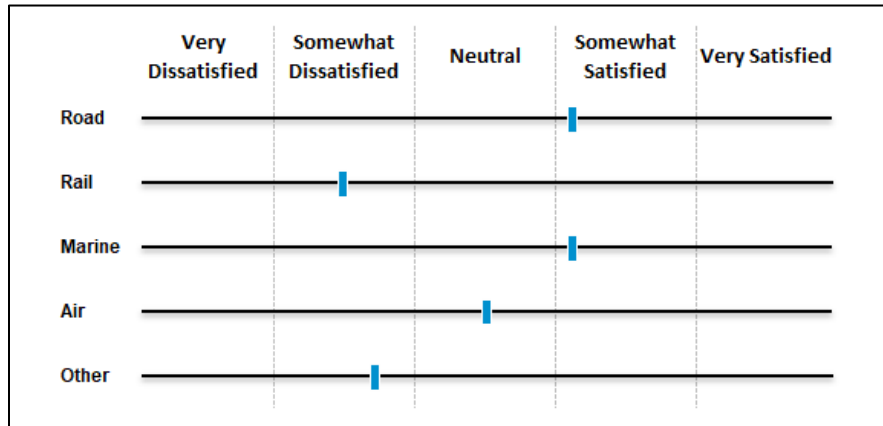 Very Dissatisfied
Somewhat Dissatisfied
Neutral
Somewhat Satisfied
Very Satisfied
Road
Rail
Marine
Air
Other